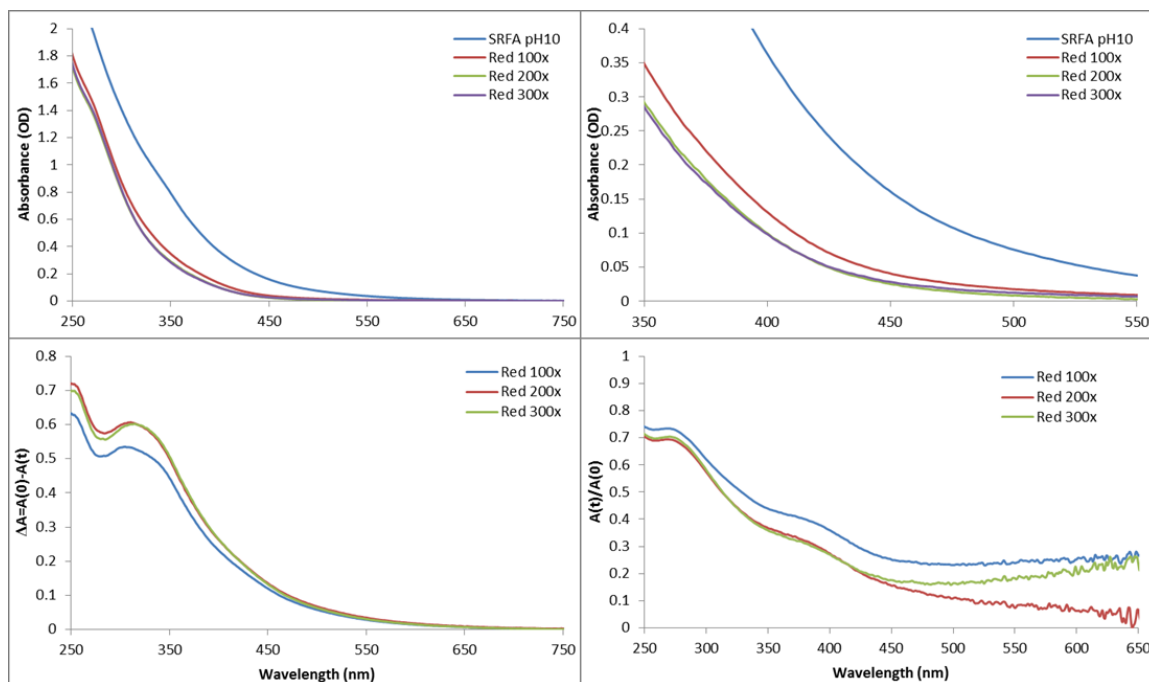 2
1.8
1.6
1.4
1.2
1
0.8
0.6
0.4
0.2
0
Absorbance (OD)
250 350 450 550 650 750
SRFA pH10
Red 100x
Red 200x
Red 300x
0.4
0.35
0.3
0.25
0.2
0.15
0.1
0.05
0
Absorbance (OD)
350 400 450 500 550
SRFA pH10
Red 100x
Red 200x
Red 300x
0.8
0.7
0.6
0.5
0.4
0.3
0.2
0.1
0
ΔA=A(0)-A(t)
250 350 450 550 650 750
Wavelength (nm)
Red 100x
Red 200x
Red 300x
1
0.9
0.8
0.7
0.6
0.5
0.4
0.3
0.2
0.1
0
A(t)/A(0)
250 300 350 400 450 500 550 600 650
Wavelength (nm)
Red 100x
Red 200x
Red 300x